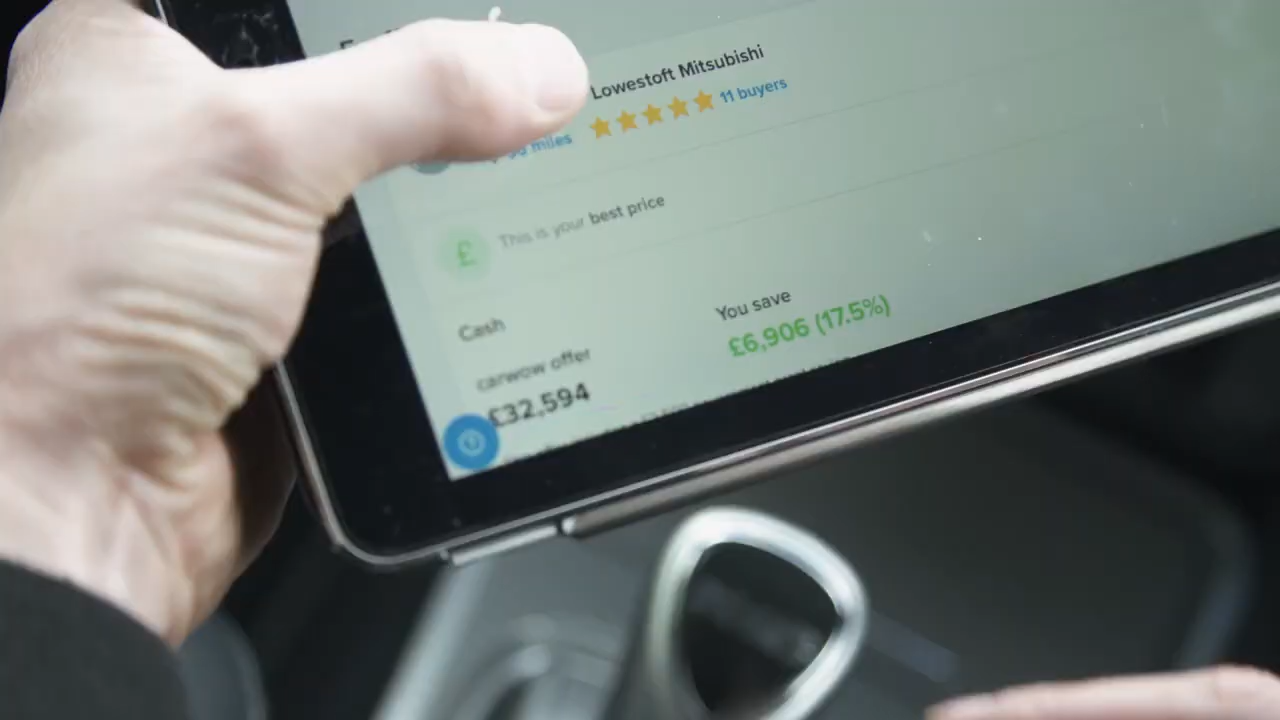 Lowestoft Mitsubishi
miles
11 buyers
£
This is your best price
Cash
You save
£6,906 (17.5%)
carwow offer
£32,594